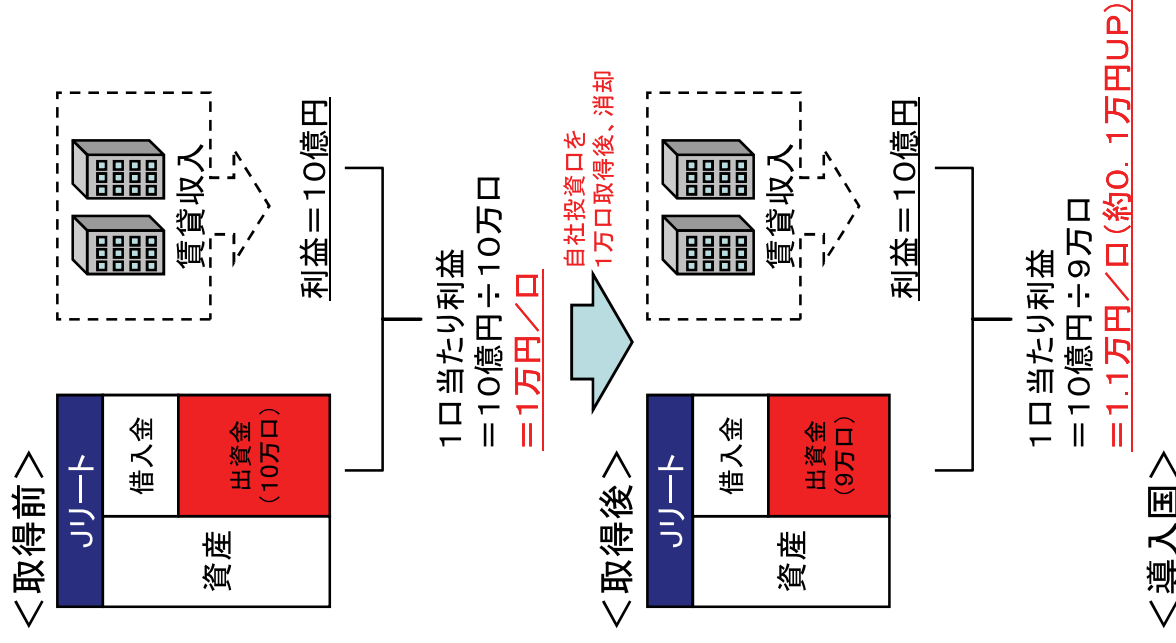 ＜取得前＞
Jリート
資産
借入金
出資金
（10万口）
賃貸収入
利益＝10億円
1口当たり利益
＝10億円÷10万口
＝1万円／口
自社投資口を
1万口取得後、消却
＜取得後＞
Jリート
資産
借入金
出資金
（9万口）
賃貸収入
利益＝10億円
1口当たり利益
＝10億円÷9万口
＝1.1万円／口（約0．1万円UP）
＜導入国＞